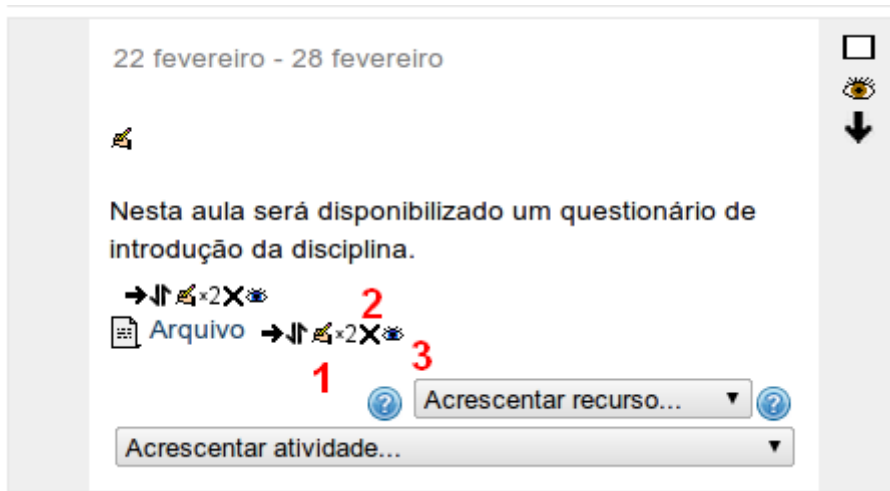 22 fevereiro - 28 fevereiro
Nesta aula será disponibilizado um questionário de
introdução da disciplina.
×2
2
Arquivo ×2
1
3
Acrescentar recurso...
Acrescentar atividade...